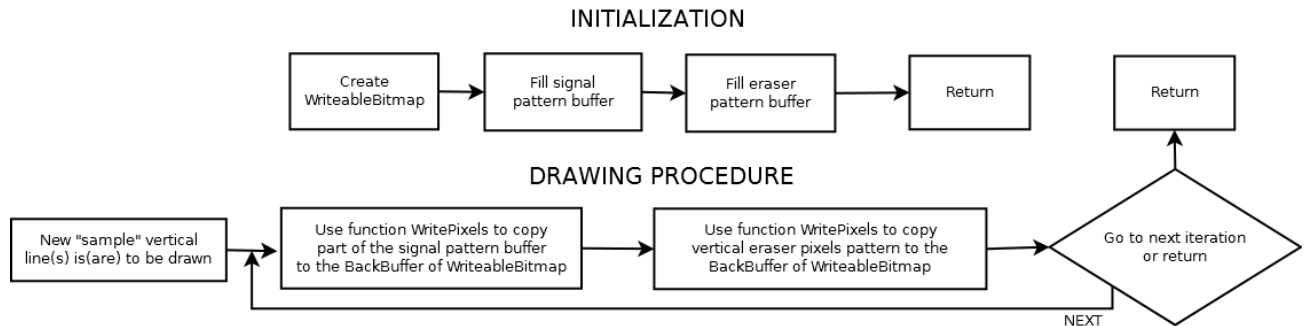 INITIALIZATION
Create
WriteableBitmap
Fill signal
pattern buffer
Fill eraser
pattern buffer
Return
Return
DRAWING PROCEDURE
New "sample" vertical
line(s) is(are) to be drawn
Use function WritPixels to copy
part of the signal pattern buffer
to the BackBuffer of WriteableBitmap
Use function WritePixels to copy
vertical eraser pixels pattern to the
BackBuffer of WriteableBitmap
Go to next iteration
or return
NEXT